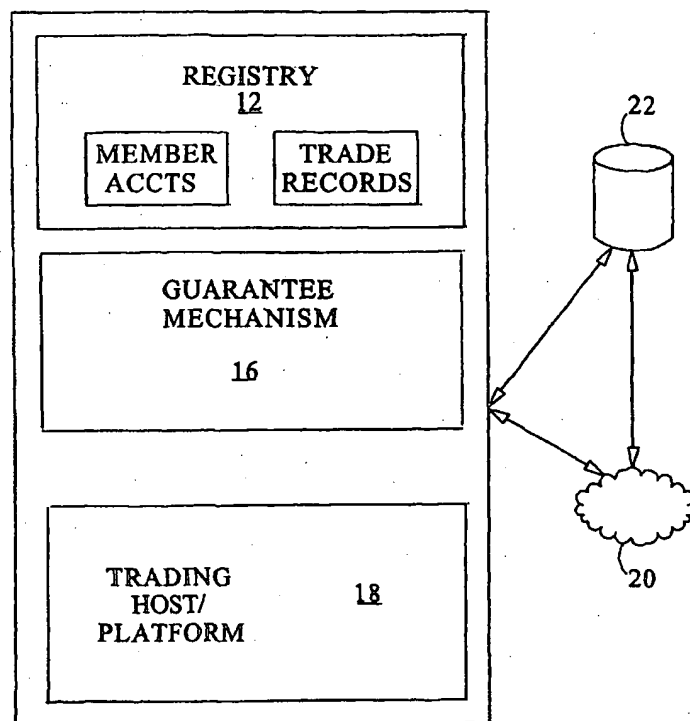 REGISTRY
12
MEMBER
ACCTS
TRADE
RECORDS
GUARANTEE
MECHANISM
16
TRADING
HOST/
PLATFORM
18
22
20